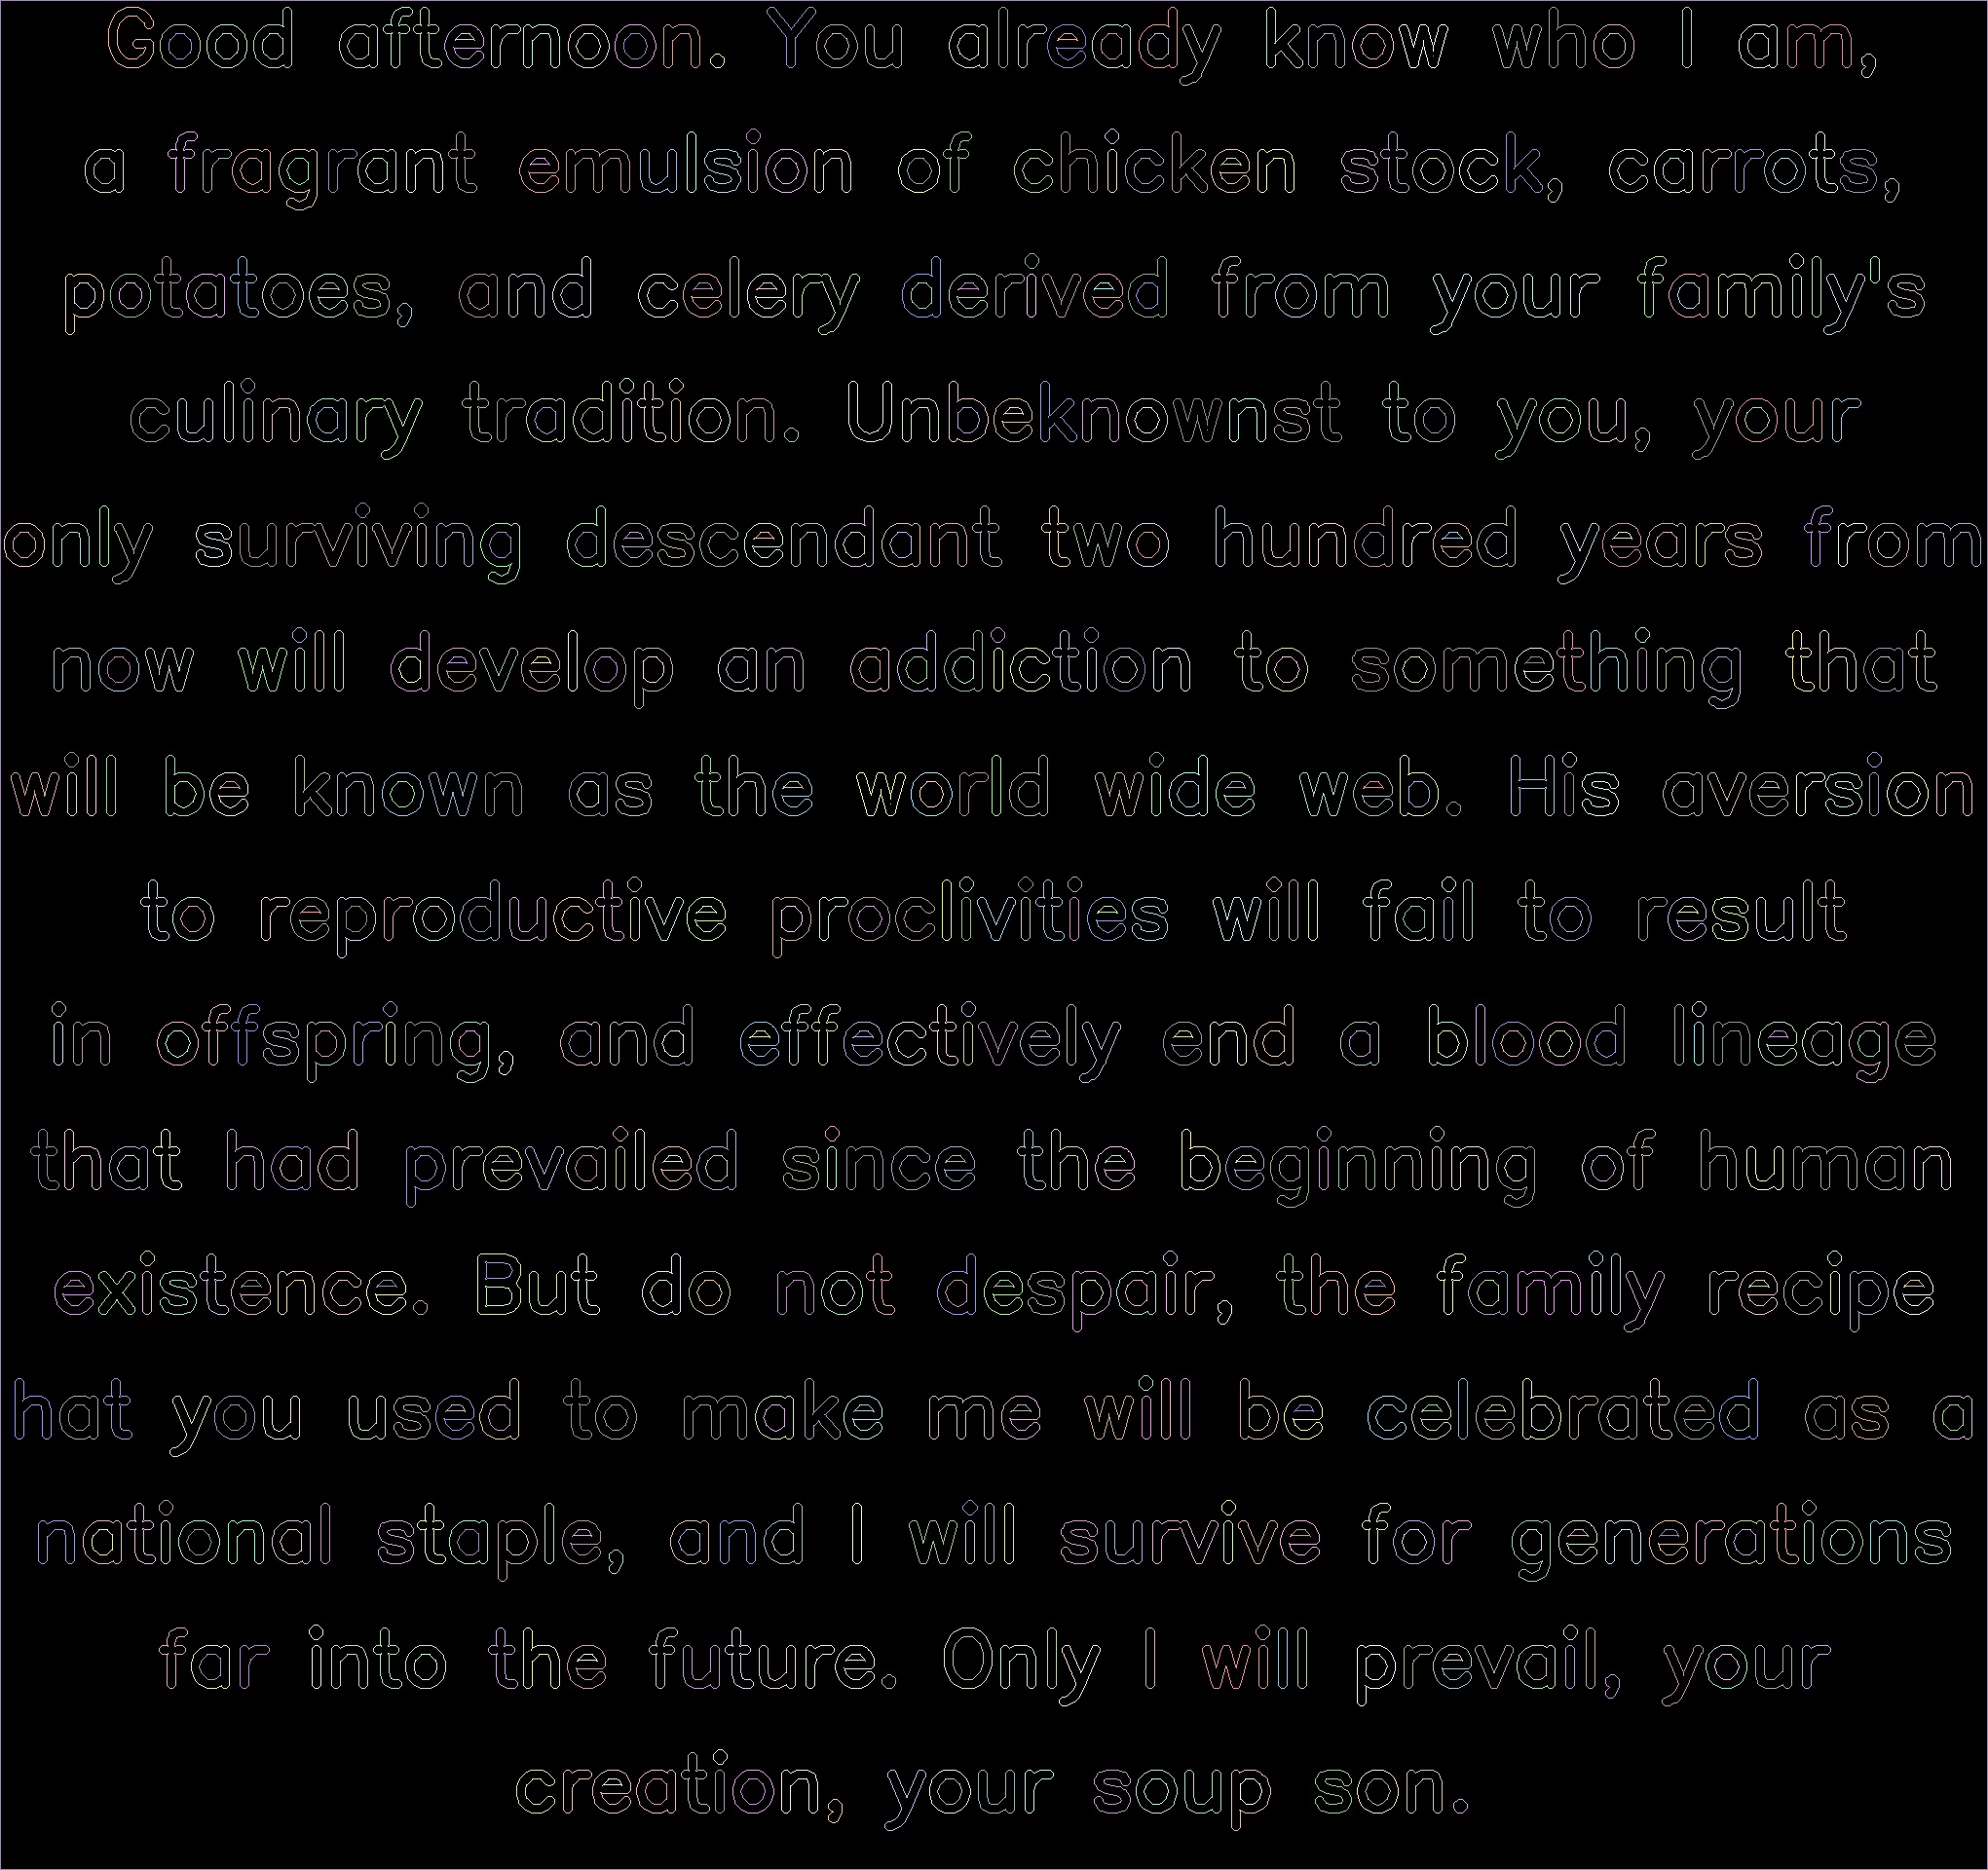 Good afternoon. You already know who I am,
a fragrant emulsion of chicken stock, carrots,
potatoes, and celery derived from your family's
culinary tradition. Unbeknownst to you, your
only surviving descendant two hundred years from
now will develop an addiction to something that
will be known as the world wide web. His aversion
to reproductive proclivities will fail to result
in offspring, and effectively end a blood lineage
that had prevailed since the beginning of human
existence. But do not despair, the family recipe
hat you used to make me will be celebrated as a
national staple, and I will survive for generations
far into the future. Only I will prevail, your
creation, your soup son.